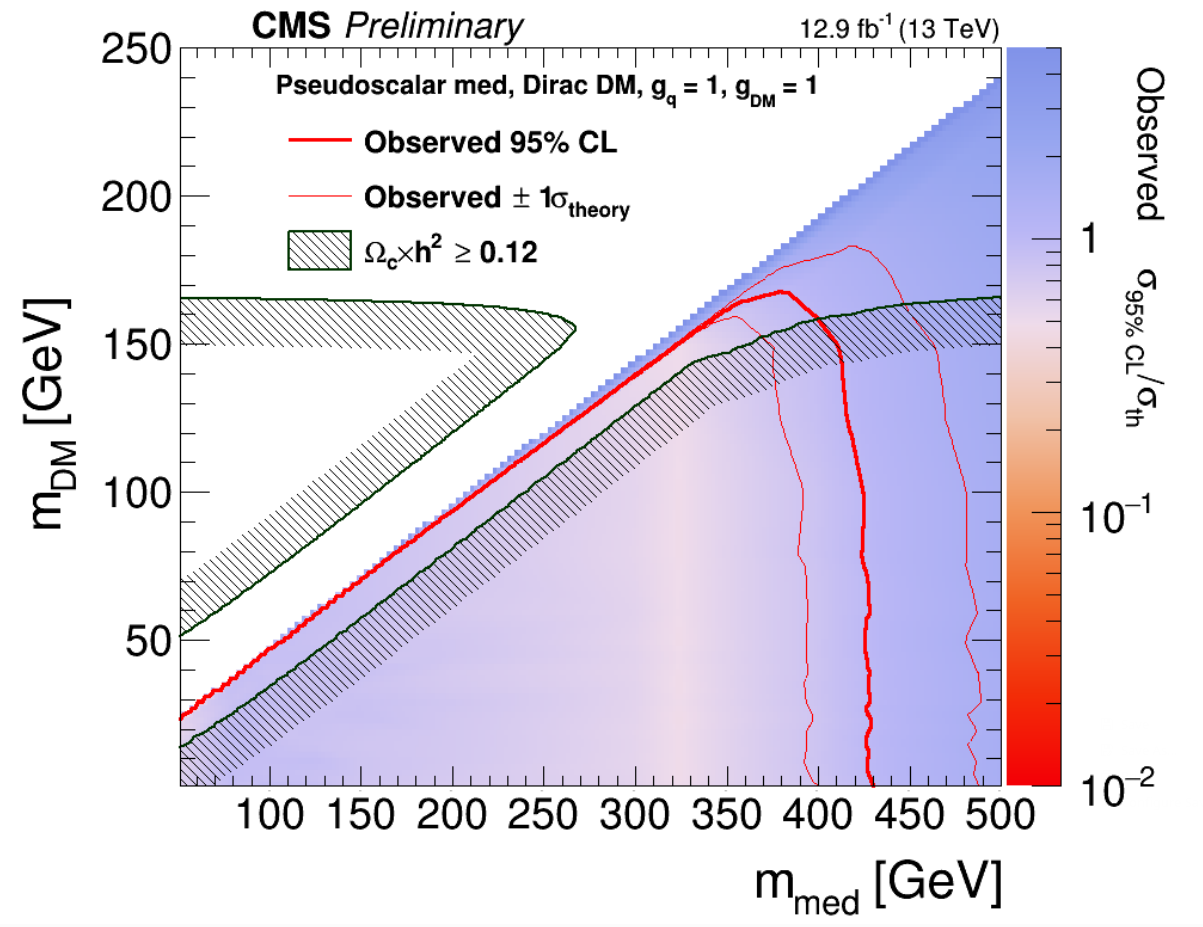 CMS Preliminary
12.9 fb⁻¹ (13 TeV)
Pseudoscalar med, Dirac DM, g_q = 1, g_DM = 1
Observed 95% CL
Observed ± 1σ_theory
Ω_c×h² ≥ 0.12
250
200
150
100
50
m_DM [GeV]
100 150 200 250 300 350 400 450 500
m_med [GeV]
1
10⁻¹
10⁻²
Observed σ_95% CL/σ_th